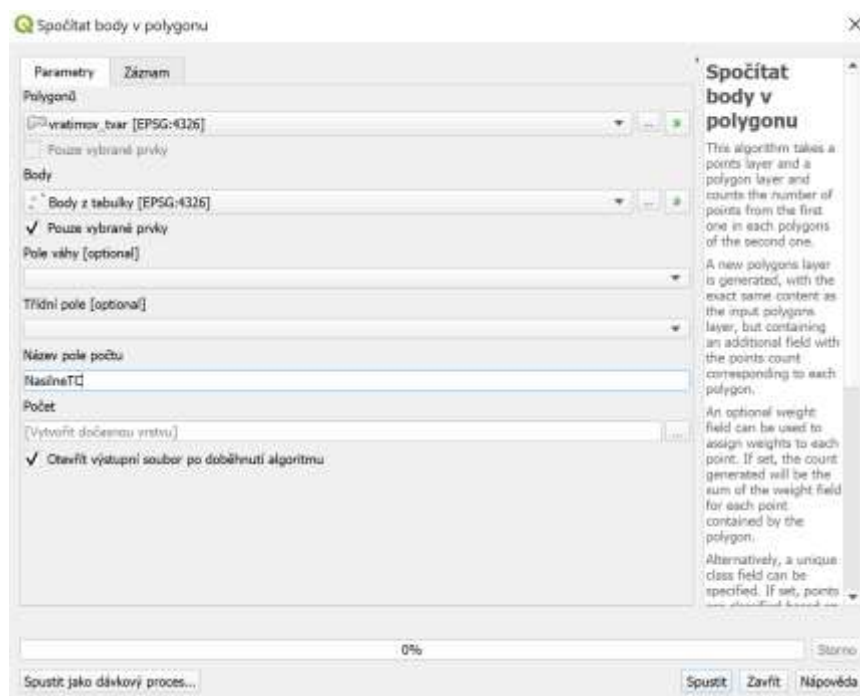 Spočítat body v polygonu
Parametry
Záznam
Polygonů
vratimov_tvar [EPSG:4326]
...
Pouze vybrané prvky
Body
Body z tabulky [EPSG:4326]
...
Pouze vybrané prvky
Pole váhy [optional]
Třídní pole [optional]
Název pole počtu
NasilneTC
Počet
[Vytvořit dočasnou vrstvu]
...
Otevřít výstupní soubor po doběhnutí algoritmu
Spočítat
body v
polygonu
This algorithm takes a
points layer and a
polygon layer and
counts the number of
points from the first
one in each polygons
of the second one.
A new polygons layer
is generated, with the
exact same content as
the input polygons
layer, but containing
an additional field with
the points count
corresponding to each
polygon.
An optional weight
field can be used to
assign weights to each
point. If set, the count
generated will be the
sum of the weight field
for each point
contained by the
polygon.
Alternatively, a unique
class field can be
specified. If set, points
0%
Storno
Spustit jako dávkový proces...
Spustit
Zavřít
Nápověda